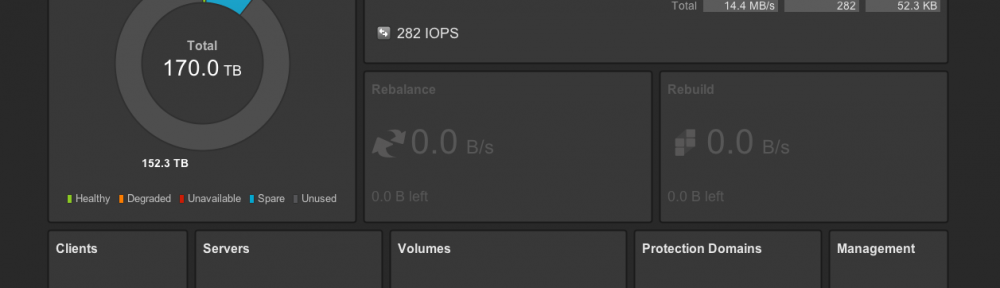 Total 14.4 MB/s 282 52.3 KB
282 IOPS
Total
170.0 TB
152.3 TB
Healthy Degraded Unavailable Spare Unused
Rebalance
0.0 B/s
0.0 B left
Rebuild
0.0 B/s
0.0 B left
Clients Servers Volumes Protection Domains Management